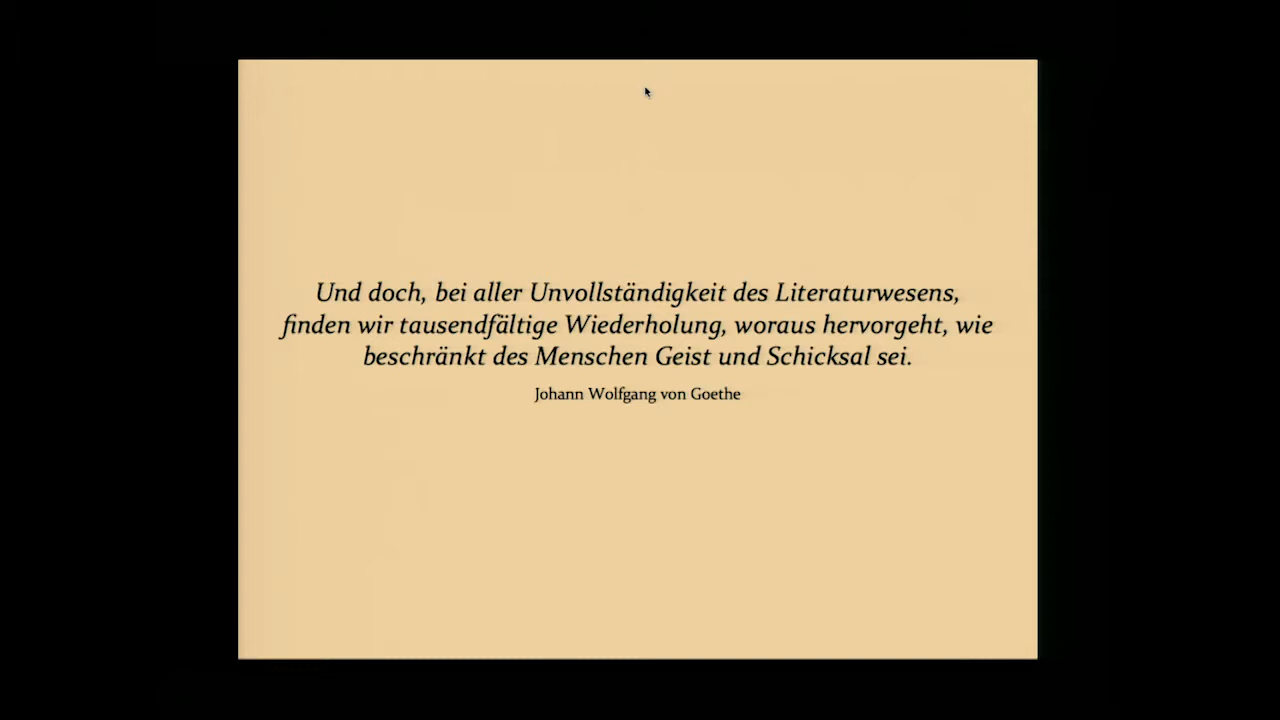 Und doch, bei aller Unvollständigkeit des Literaturwesens,
finden wir tausendfältige Wiederholung, woraus hervorgeht, wie
beschränkt des Menschen Geist und Schicksal sei.
Johann Wolfgang von Goethe